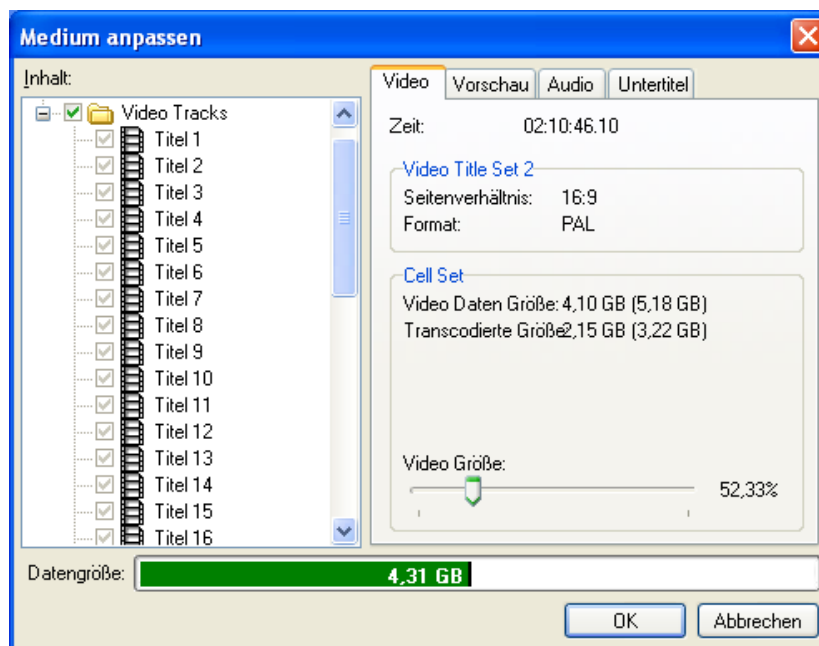 Medium anpassen
Inhalt:
Video Tracks
Titel 1
Titel 2
Titel 3
Titel 4
Titel 5
Titel 6
Titel 7
Titel 8
Titel 9
Titel 10
Titel 11
Titel 12
Titel 13
Titel 14
Titel 15
Titel 16
Video Vorschau Audio Untertitel
Zeit: 02:10:46.10
Video Title Set 2
Seitenverhältnis: 16:9
Format: PAL
Cell Set
Video Daten Größe: 4,10 GB (5,18 GB)
Transcodierte Größe 2,15 GB (3,22 GB)
Video Größe:
52,33%
Datengröße: 4,31 GB
OK Abbrechen